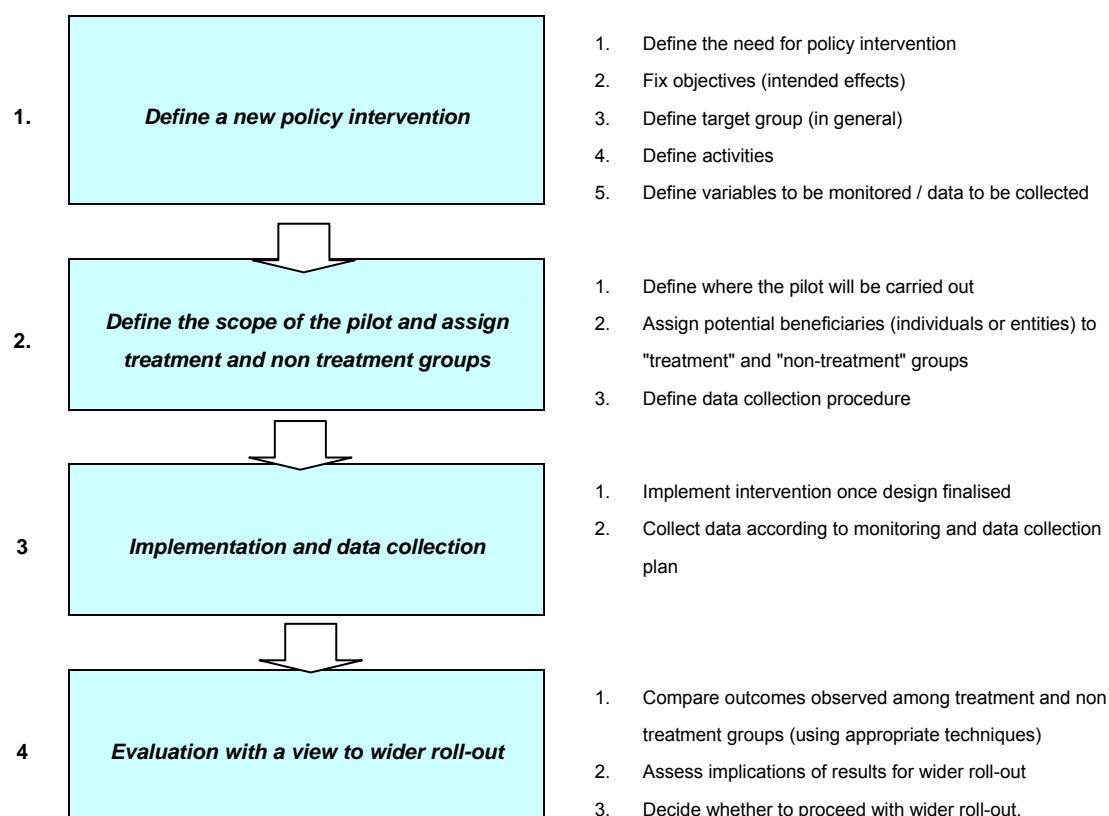 1.
Define a new policy intervention
1. Define the need for policy intervention
2. Fix objectives (intended effects)
3. Define target group (in general)
4. Define activities
5. Define variables to be monitored / data to be collected
2.
Define the scope of the pilot and assign
treatment and non treatment groups
1. Define where the pilot will be carried out
2. Assign potential beneficiaries (individuals or entities) to
"treatment" and "non-treatment" groups
3. Define data collection procedure
3
Implementation and data collection
1. Implement intervention once design finalised
2. Collect data according to monitoring and data collection
plan
4
Evaluation with a view to wider roll-out
1. Compare outcomes observed among treatment and non
treatment groups (using appropriate techniques)
2. Assess implications of results for wider roll-out
3. Decide whether to proceed with wider roll-out.